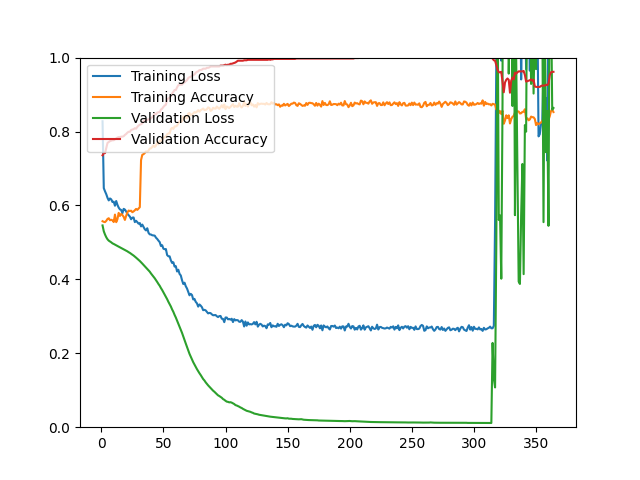 1.0
0.8
0.6
0.4
0.2
0.0
Training Loss
Training Accuracy
Validation Loss
Validation Accuracy
0 50 100 150 200 250 300 350